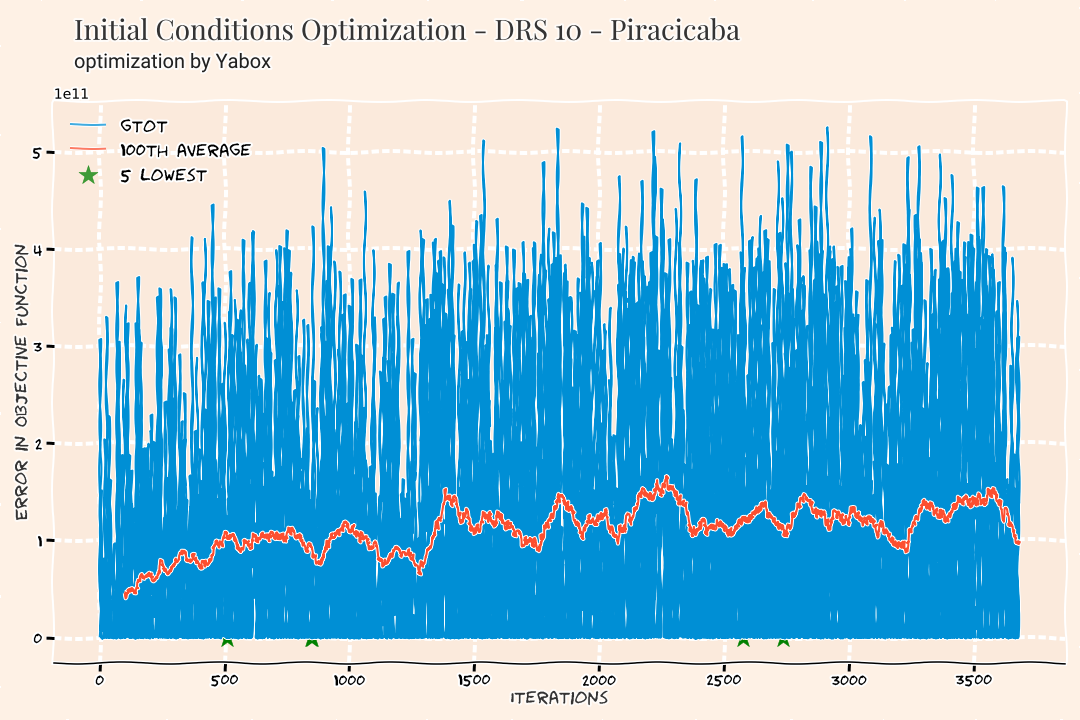 Initial Conditions Optimization - DRS 10 - Piracicaba
optimization by Yabox
1e11
GTOT
100TH AVERAGE
5 LOWEST
5
4
3
2
1
0
ERROR IN OBJECTIVE FUNCTION
0 500 1000 1500 2000 2500 3000 3500
ITERATIONS